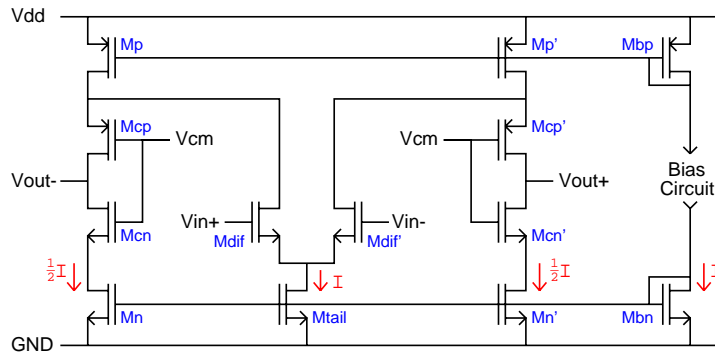 Vdd
Mp
Mp’
Mbp
Mcp
Vcm
Vcm
Mcp’
Vout-
Vout+
Bias
Circuit
Mcn
Vin+
Vin-
Mcn’
Mdif
Mdif’
½I
I
½I
I
Mn
Mtail
Mn’
Mbn
GND